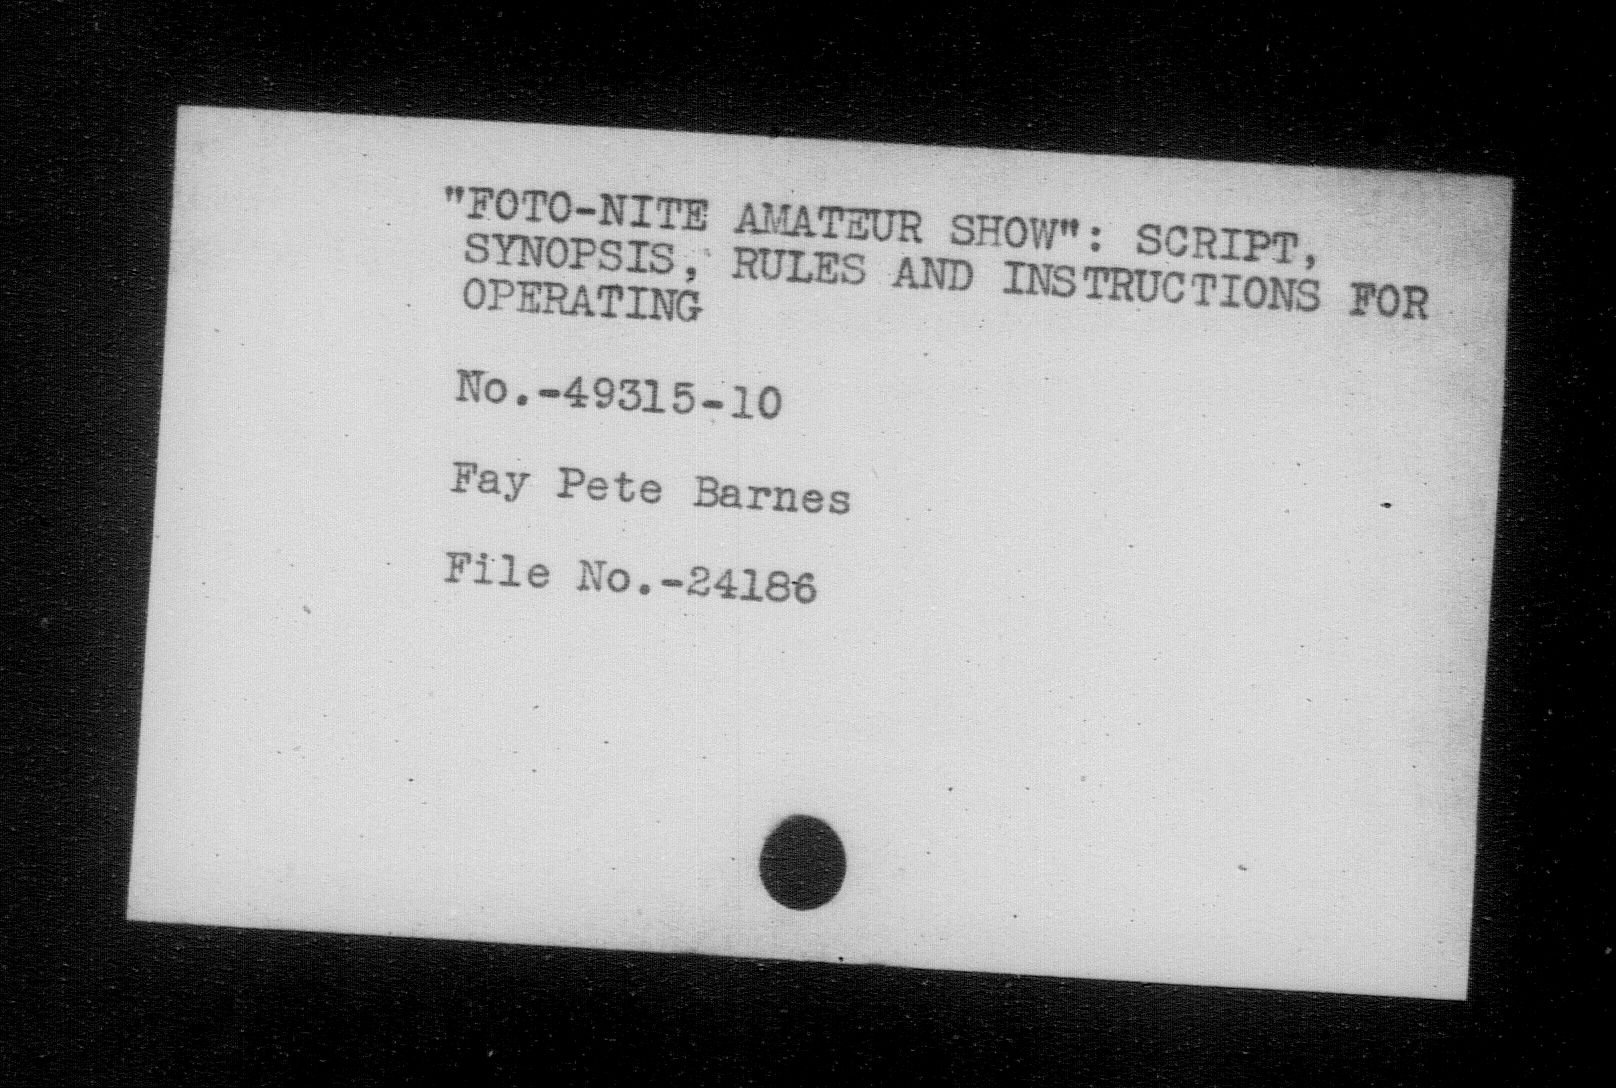 "FOTO-NITE AMATEUR SHOW": SCRIPT,
SYNOPSIS, RULES AND INSTRUCTIONS FOR
OPERATING
No.-49315-10
Fay Pete Barnes
File No.-24186